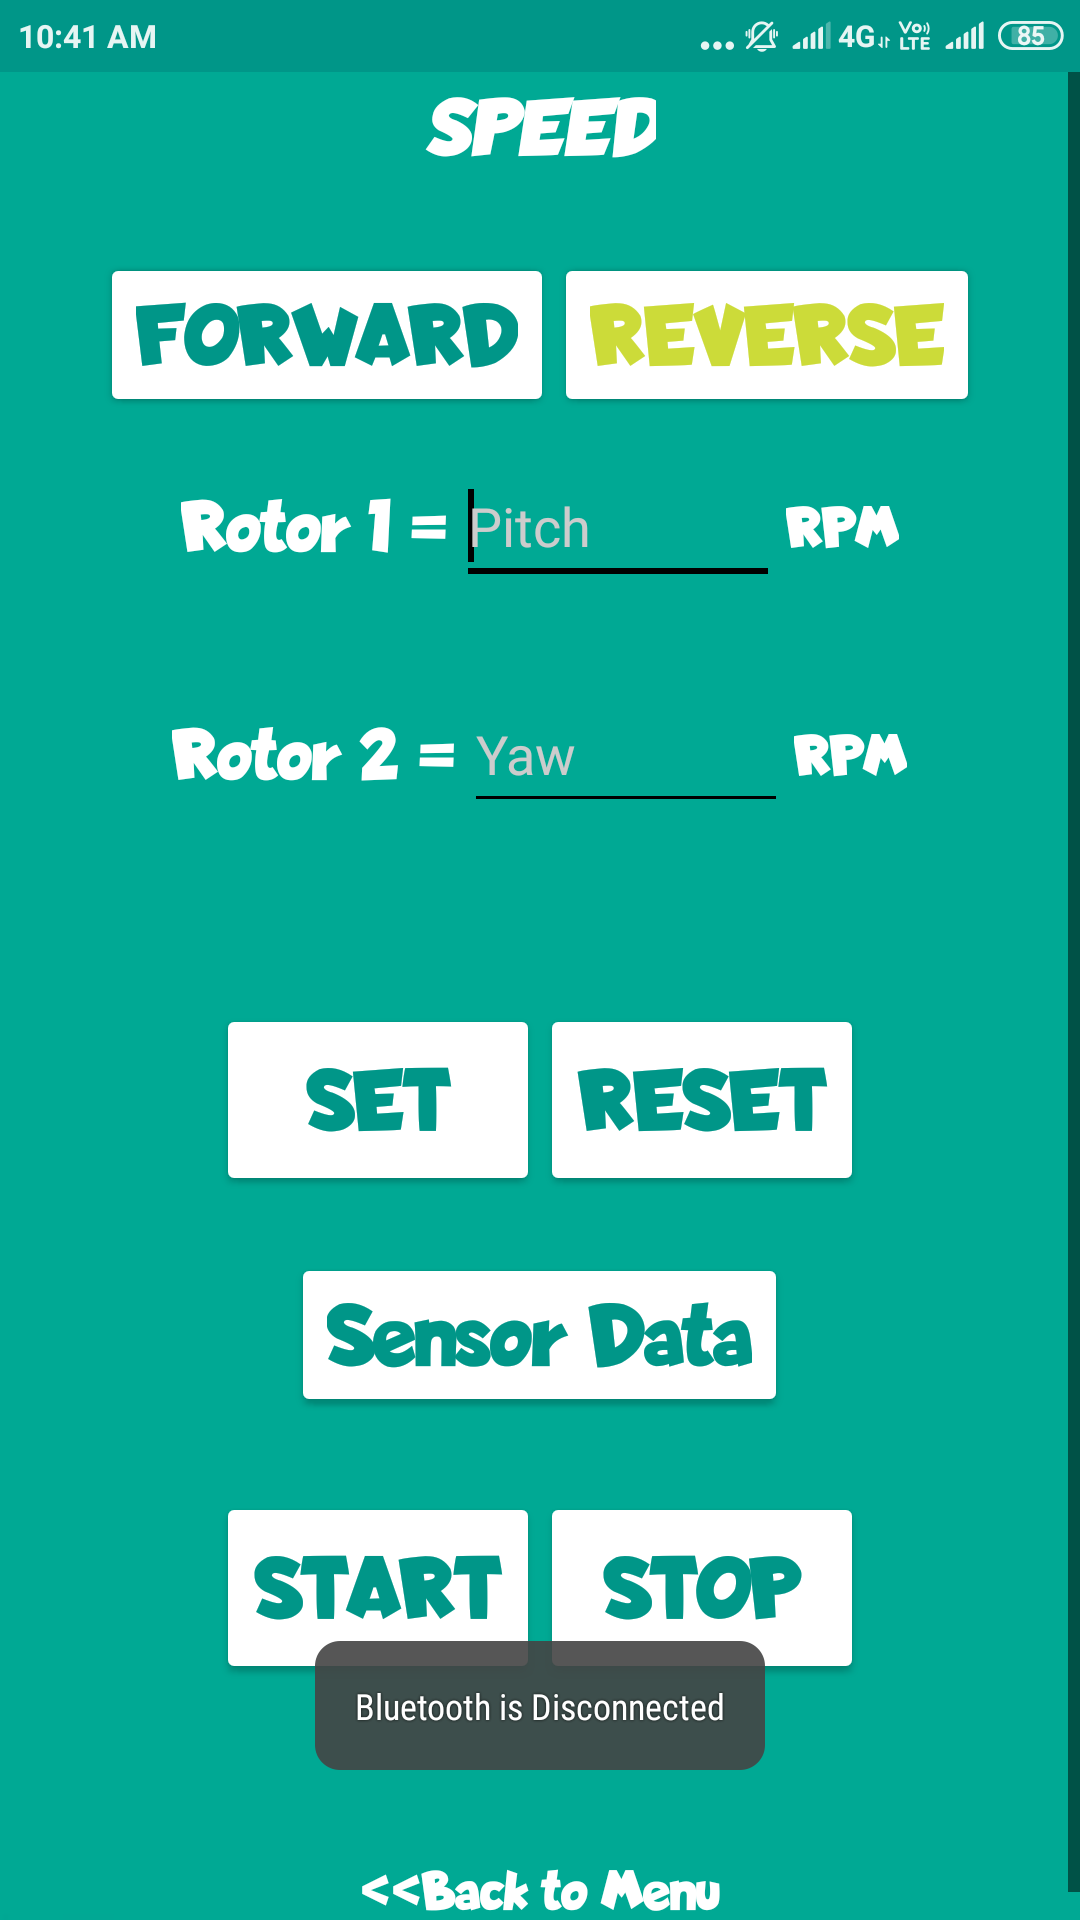 10:41 AM ... 4G Vo) LTE 85
SPEED
FORWARD REVERSE
Rotor 1 = Pitch RPM
Rotor 2 = Yaw RPM
SET RESET
Sensor Data
START STOP
Bluetooth is Disconnected
<<Back to Menu